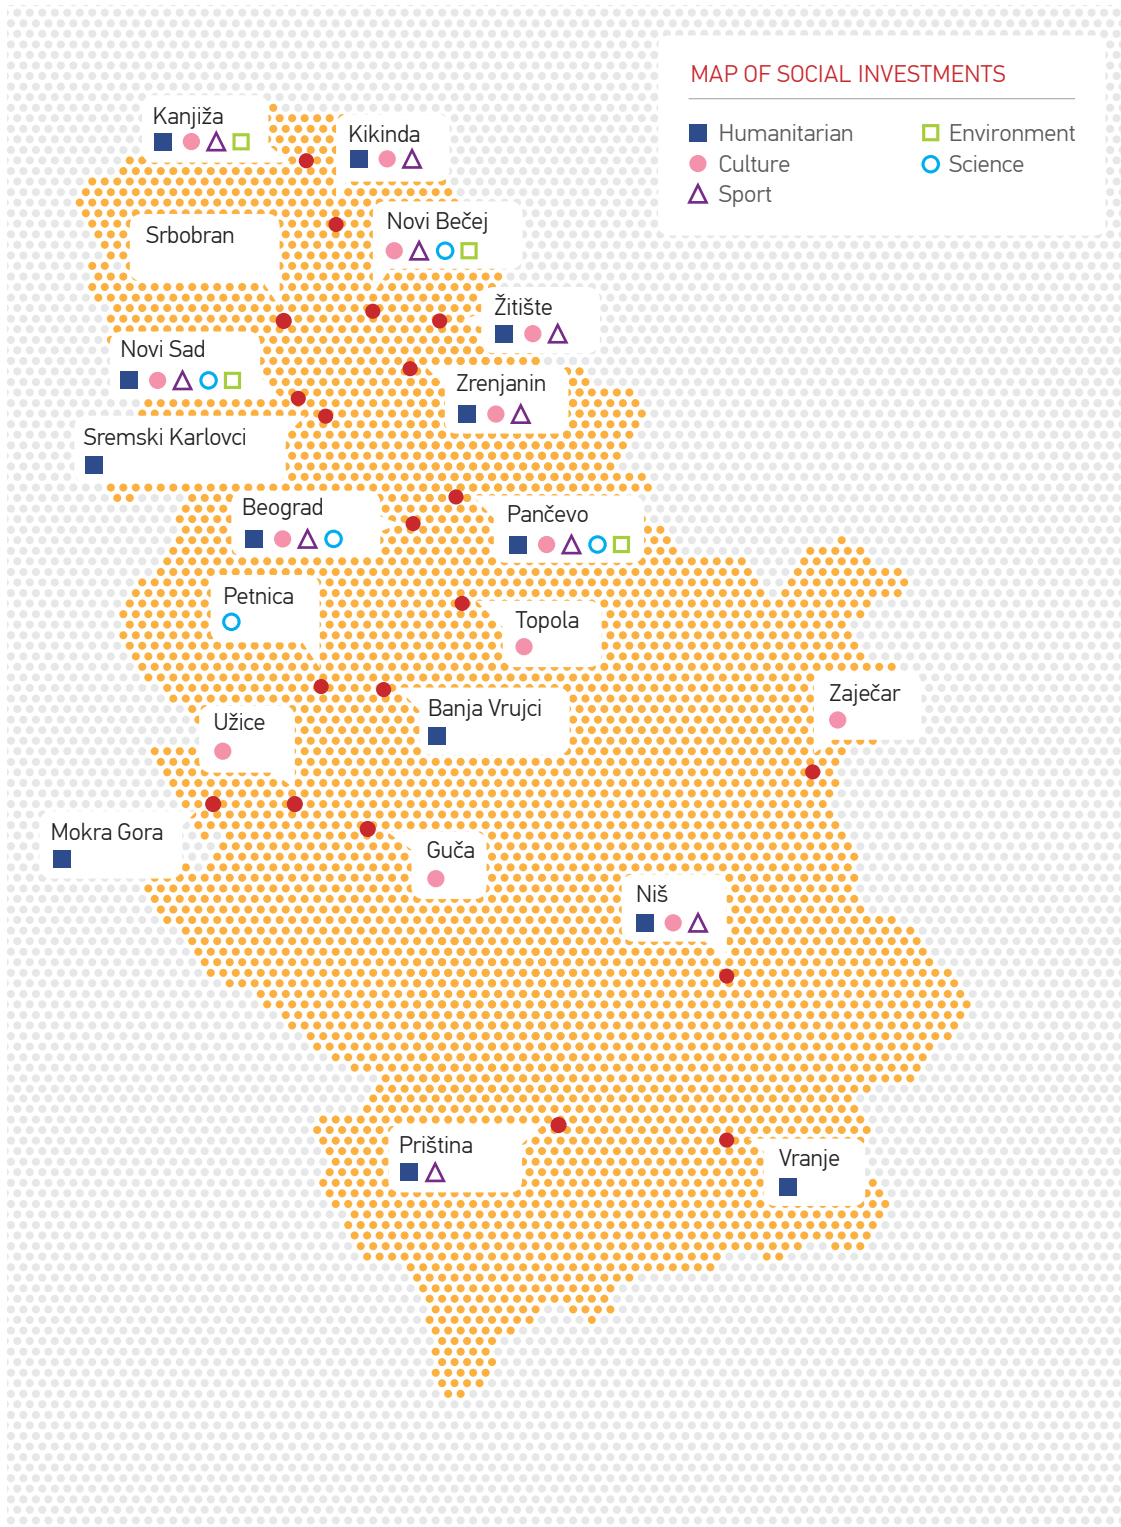 MAP OF SOCIAL INVESTMENTS
Humanitarian
Culture
Sport
Environment
Science
Kanjiža
Kikinda
Srbobran
Novi Bečej
Žitište
Novi Sad
Zrenjanin
Sremski Karlovci
Beograd
Pančevo
Petnica
Topola
Zaječar
Banja Vrujci
Užice
Mokra Gora
Guča
Niš
Priština
Vranje